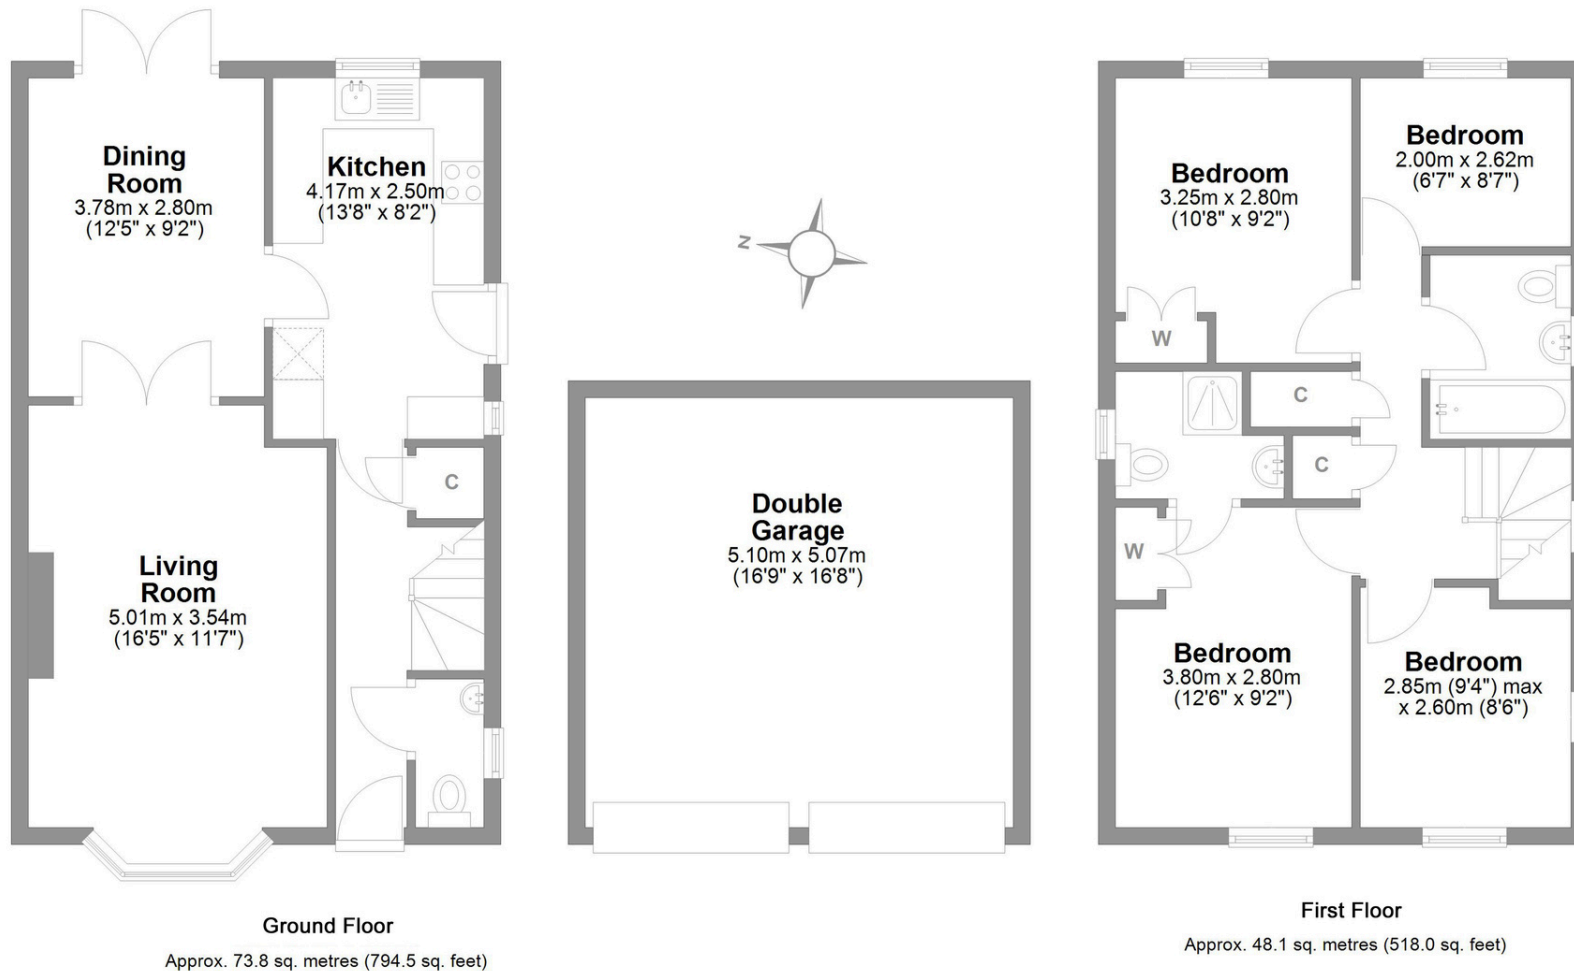 Dining
Room
3.78m x 2.80m
(12'5" x 9'2")
Kitchen
4.17m x 2.50m
(13'8" x 8'2")
C
Living
Room
5.01m x 3.54m
(16'5" x 11'7")
Ground Floor
Approx. 73.8 sq. metres (794.5 sq. feet)
N
Double
Garage
5.10m x 5.07m
(16'9" x 16'8")
Bedroom
3.25m x 2.80m
(10'8" x 9'2")
Bedroom
2.00m x 2.62m
(6'7" x 8'7")
W
C
C
W
Bedroom
3.80m x 2.80m
(12'6" x 9'2")
Bedroom
2.85m (9'4") max
x 2.60m (8'6")
First Floor
Approx. 48.1 sq. metres (518.0 sq. feet)